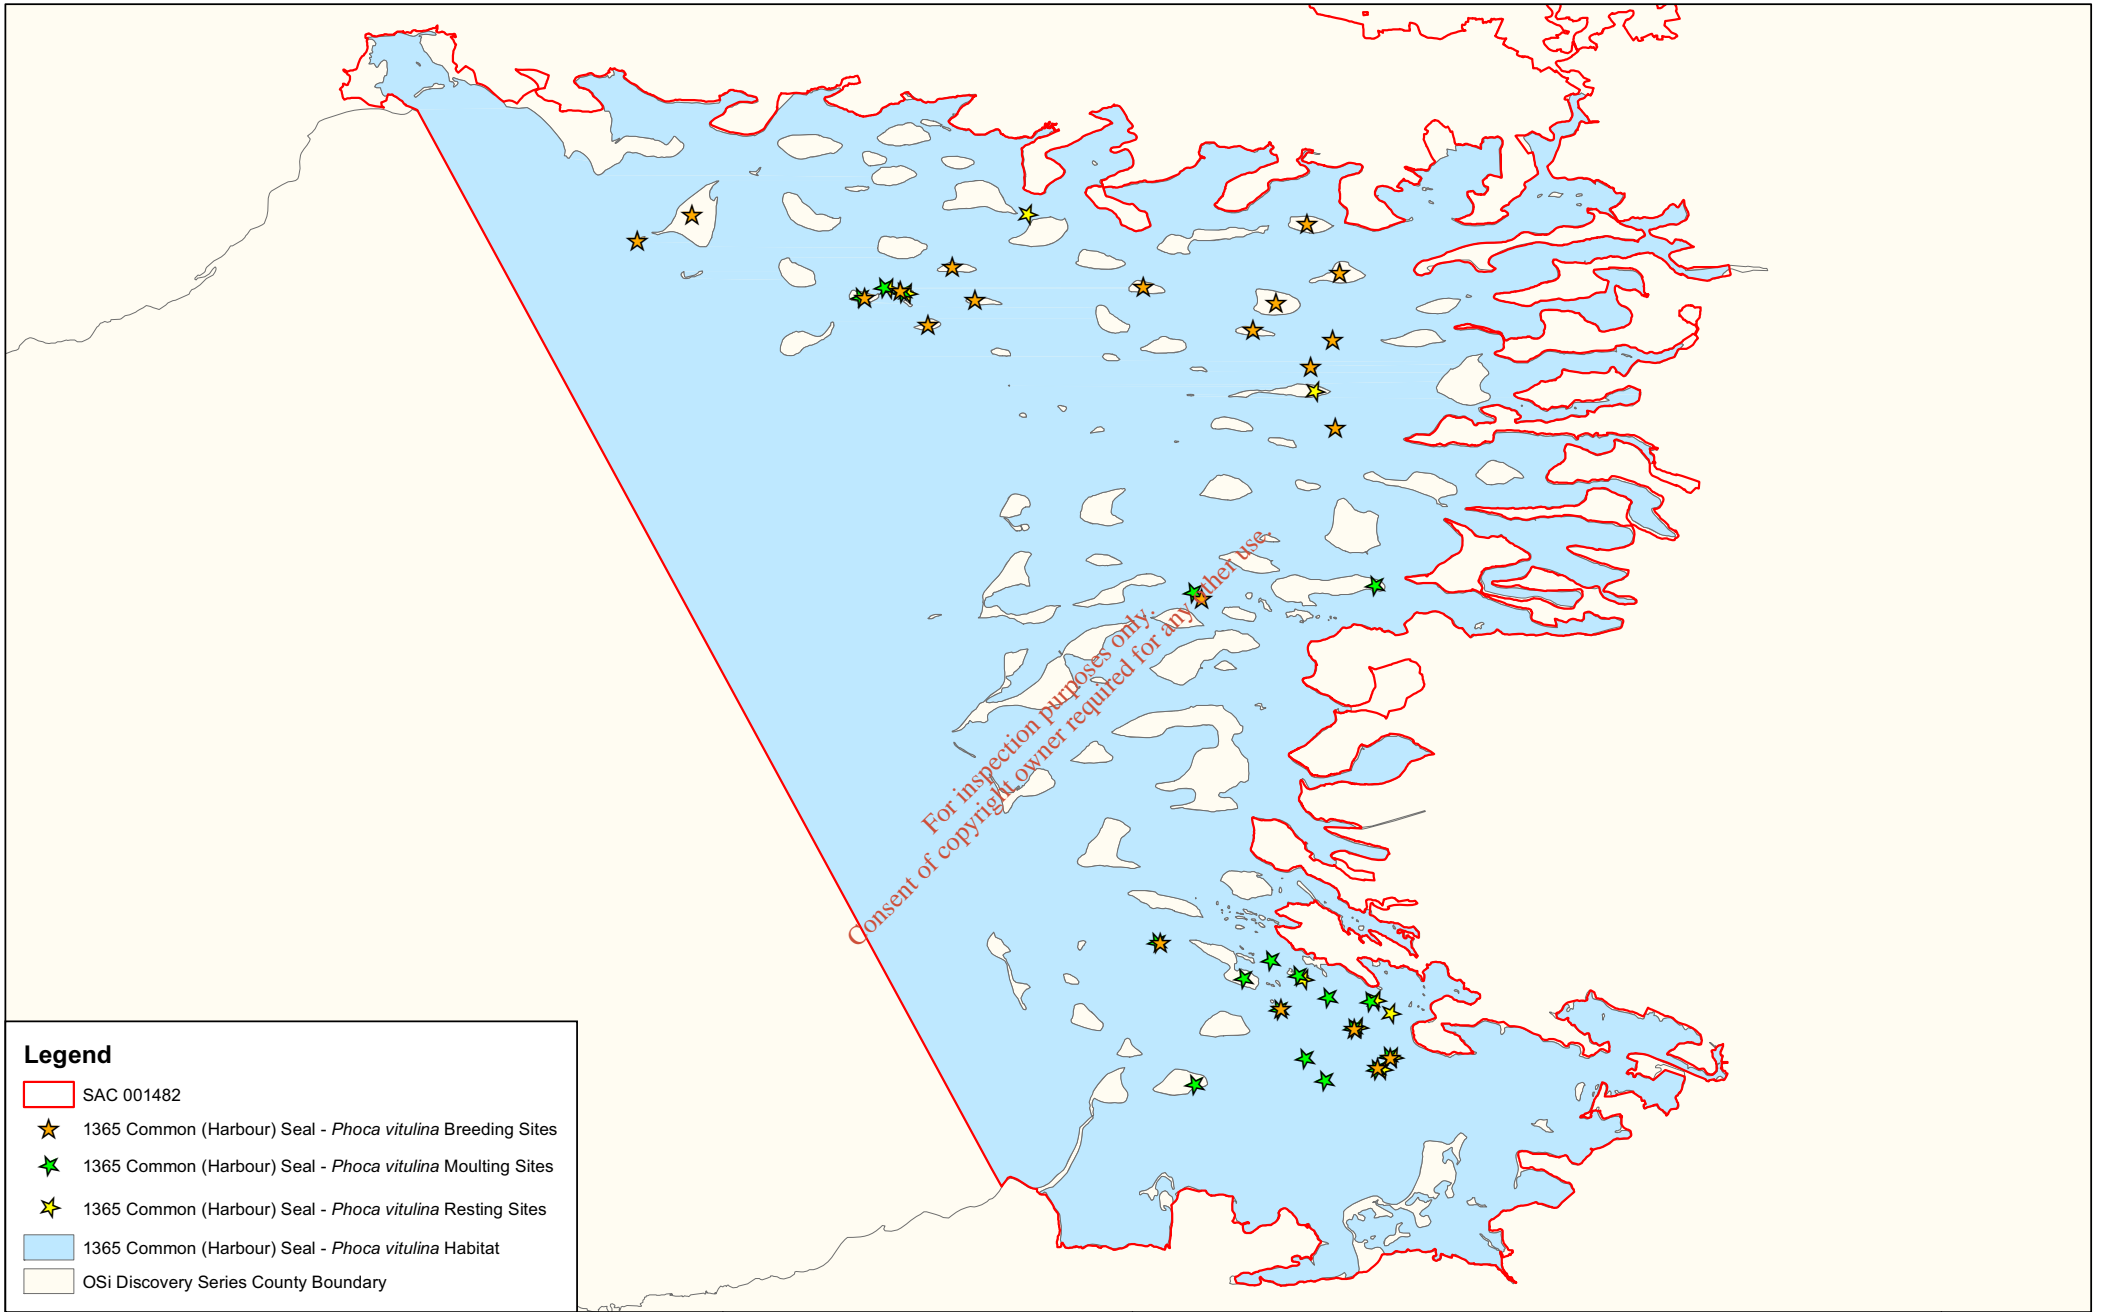 For inspection purposes only.
Consent of copyright owner required for any other use.
Legend
SAC 001482
1365 Common (Harbour) Seal - Phoca vitulina Breeding Sites
1365 Common (Harbour) Seal - Phoca vitulina Moulting Sites
1365 Common (Harbour) Seal - Phoca vitulina Resting Sites
1365 Common (Harbour) Seal - Phoca vitulina Habitat
OSi Discovery Series County Boundary